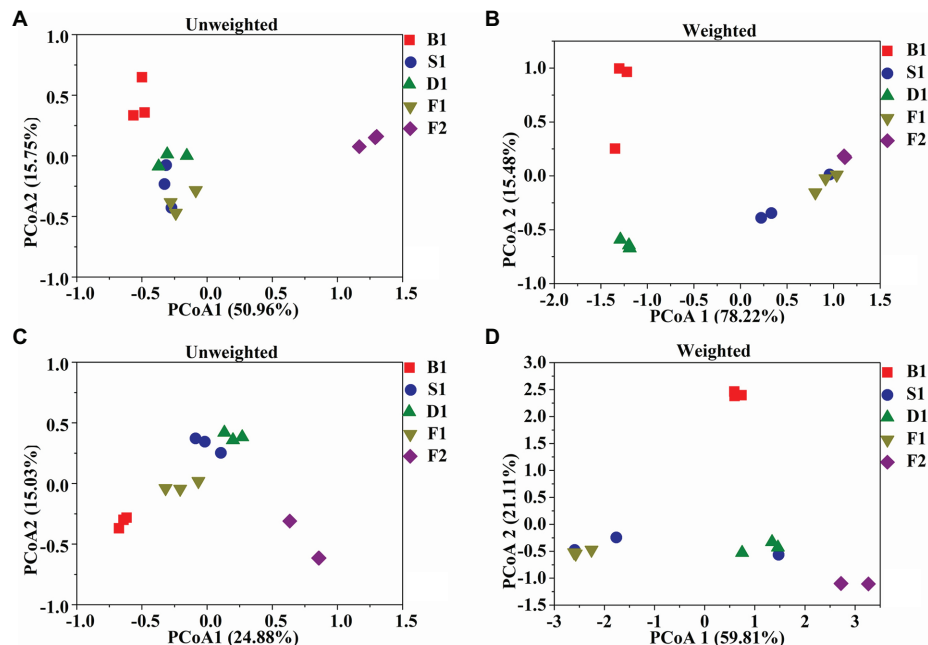 A
Unweighted
1.0
0.5
0.0
-0.5
-1.0
PCoA2 (15.75%)
-1.0 -0.5 0.0 0.5 1.0 1.5
PCoA1 (50.96%)
B1
S1
D1
F1
F2
B
Weighted
1.0
0.5
0.0
-0.5
-1.0
PCoA 2 (15.48%)
-2.0 -1.5 -1.0 -0.5 0.0 0.5 1.0 1.5
PCoA 1 (78.22%)
B1
S1
D1
F1
F2
C
Unweighted
1.0
0.5
0.0
-0.5
-1.0
PCoA2 (15.03%)
-1.0 -0.5 0.0 0.5 1.0 1.5
PCoA1 (24.88%)
B1
S1
D1
F1
F2
D
Weighted
3.0
2.5
2.0
1.5
1.0
0.5
0.0
-0.5
-1.0
-1.5
PCoA 2 (21.11%)
-3 -2 -1 0 1 2 3
PCoA 1 (59.81%)
B1
S1
D1
F1
F2